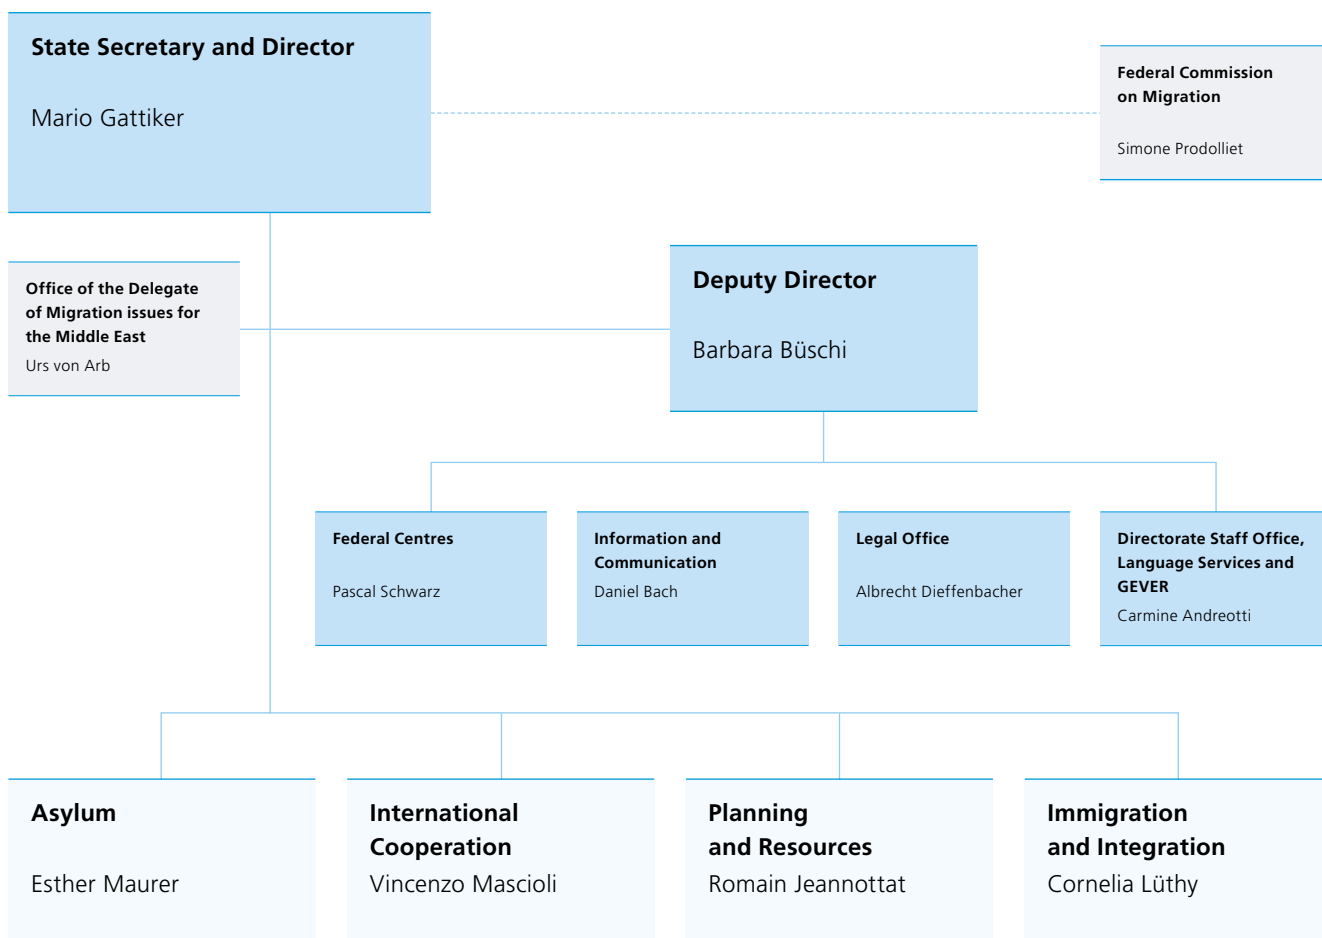 State Secretary and Director
Mario Gattiker
Federal Commission
on Migration
Simone Prodolliet
Office of the Delegate
of Migration issues for
the Middle East
Urs von Arb
Deputy Director
Barbara Büschi
Federal Centres
Pascal Schwarz
Information and
Communication
Daniel Bach
Legal Office
Albrecht Dieffenbacher
Directorate Staff Office,
Language Services and
GEVER
Carmine Andreotti
Asylum
Esther Maurer
International
Cooperation
Vincenzo Mascioli
Planning
and Resources
Romain Jeannottat
Immigration
and Integration
Cornelia Lüthy